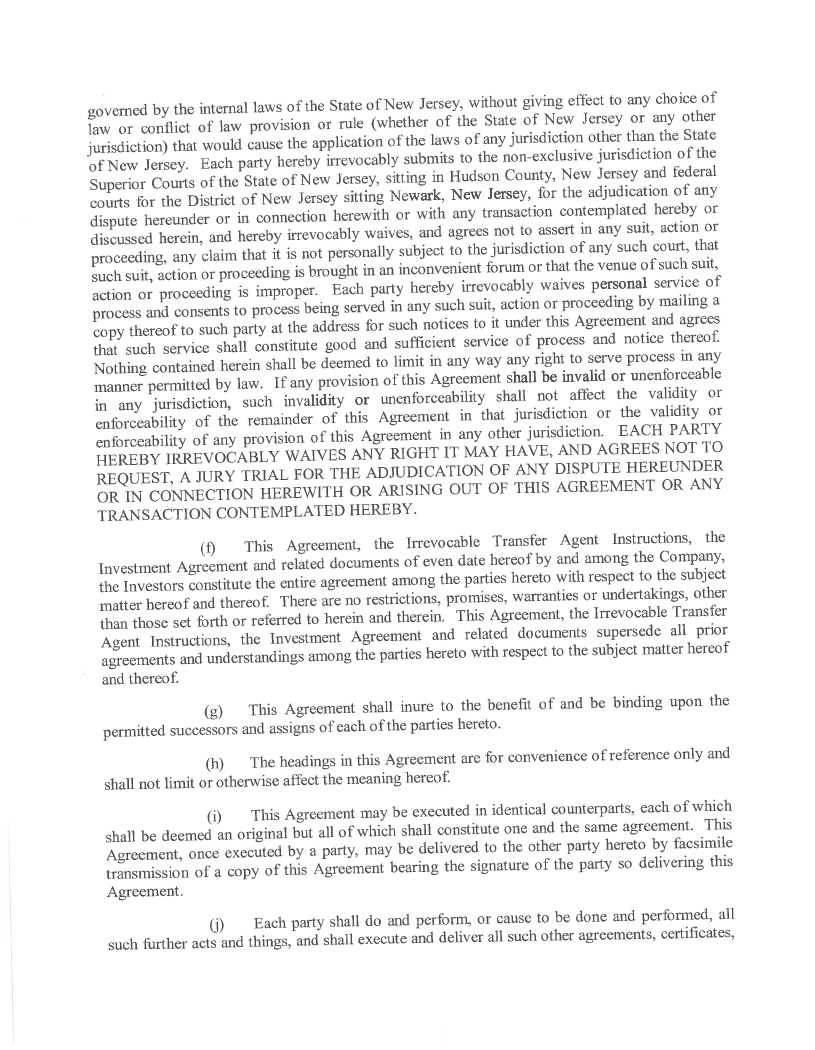 governed by the internal laws of the State of New Jersey, without giving effect to any choice of
law or conflict of law provision or rule (whether of the State of New Jersey or any other
jurisdiction) that would cause the application of the laws of any jurisdiction other than the State
of New Jersey. Each party hereby irrevocably submits to the non-exclusive jurisdiction of the
Superior Courts of the State of New Jersey, sitting in Hudson County, New Jersey and federal
courts for the District of New Jersey sitting Newark, New Jersey, for the adjudication of any
dispute hereunder or in connection herewith or with any transaction contemplated hereby or
discussed herein, and hereby irrevocably waives, and agrees not to assert in any suit, action or
proceeding, any claim that it is not personally subject to the jurisdiction of any such court, that
such suit, action or proceeding is brought in an inconvenient forum or that the venue of such suit,
action or proceeding is improper. Each party hereby irrevocably waives personal service of
process and consents to process being served in any such suit, action or proceeding by mailing a
copy thereof to such party at the address for such notices to it under this Agreement and agrees
that such service shall constitute good and sufficient service of process and notice thereof.
Nothing contained herein shall be deemed to limit in any way any right to serve process in any
manner permitted by law. If any provision of this Agreement shall be invalid or unenforceable
in any jurisdiction, such invalidity or unenforceability shall not affect the validity or
enforceability of the remainder of this Agreement in that jurisdiction or the validity or
enforceability of any provision of this Agreement in any other jurisdiction. EACH PARTY
HEREBY IRREVOCABLY WAIVES ANY RIGHT IT MAY HAVE, AND AGREES NOT TO
REQUEST, A JURY TRIAL FOR THE ADJUDICATION OF ANY DISPUTE HEREUNDER
OR IN CONNECTION HEREWITH OR ARISING OUT OF THIS AGREEMENT OR ANY
TRANSACTION CONTEMPLATED HEREBY.
(f) This Agreement, the Irrevocable Transfer Agent Instructions, the
Investment Agreement and related documents of even date hereof by and among the Company,
the Investors constitute the entire agreement among the parties hereto with respect to the subject
matter hereof and thereof. There are no restrictions, promises, warranties or undertakings, other
than those set forth or referred to herein and therein. This Agreement, the Irrevocable Transfer
Agent Instructions, the Investment Agreement and related documents supersede all prior
agreements and understandings among the parties hereto with respect to the subject matter hereof
and thereof.
(g) This Agreement shall inure to the benefit of and be binding upon the
permitted successors and assigns of each of the parties hereto.
(h) The headings in this Agreement are for convenience of reference only and
shall not limit or otherwise affect the meaning hereof.
(i) This Agreement may be executed in identical counterparts, each of which
shall be deemed an original but all of which shall constitute one and the same agreement. This
Agreement, once executed by a party, may be delivered to the other party hereto by facsimile
transmission of a copy of this Agreement bearing the signature of the party so delivering this
Agreement.
(j) Each party shall do and perform, or cause to be done and performed, all
such further acts and things, and shall execute and deliver all such other agreements, certificates,